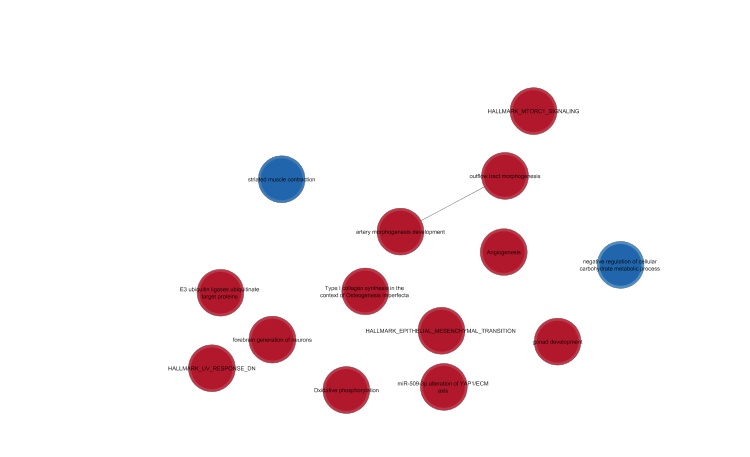 HALLMARK_MTORC1_SIGNALING
outflow tract morphogenesis
striated muscle contraction
artery morphogenesis development
Angiogenesis
negative regulation of cellular
carbohydrate metabolic process
E3 ubiquitin ligases ubiquitinate
target proteins
Type I collagen synthesis in the
context of Osteogenesis imperfecta
HALLMARK_EPITHELIAL_MESENCHYMAL_TRANSITION
forebrain generation of neurons
gonad development
HALLMARK_UV_RESPONSE_DN
Oxidative phosphorylation
miR-509-3p alteration of YAP1/ECM
axis